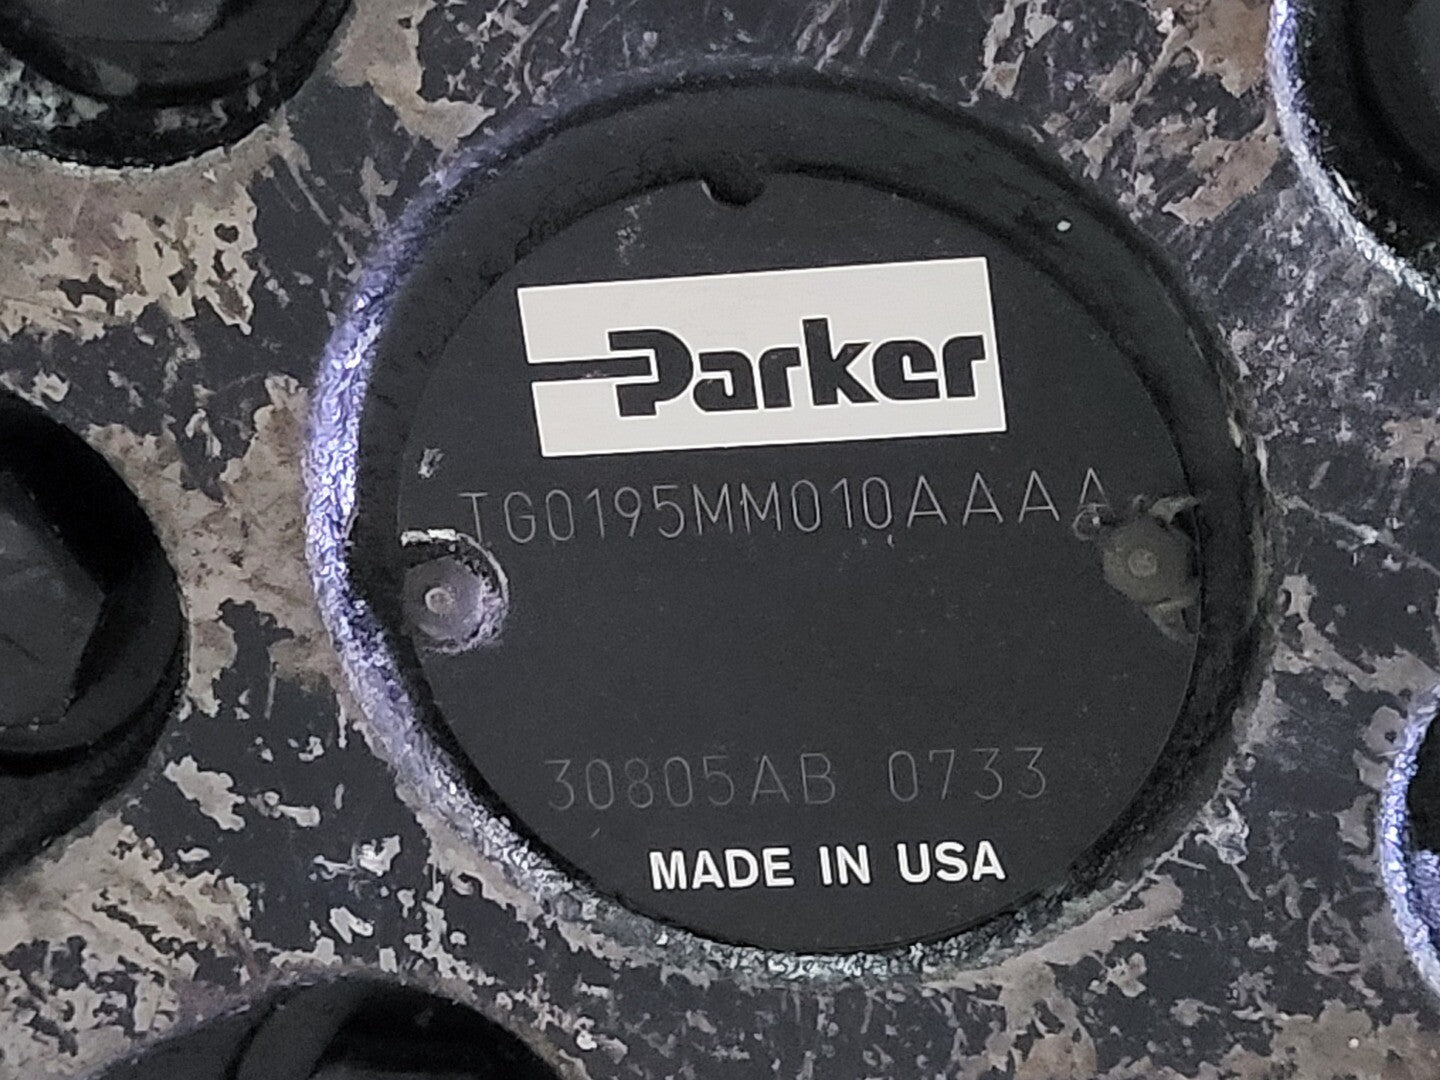 Parker
TG0195MM010AAAA
30805AB 0733
MADE IN USA